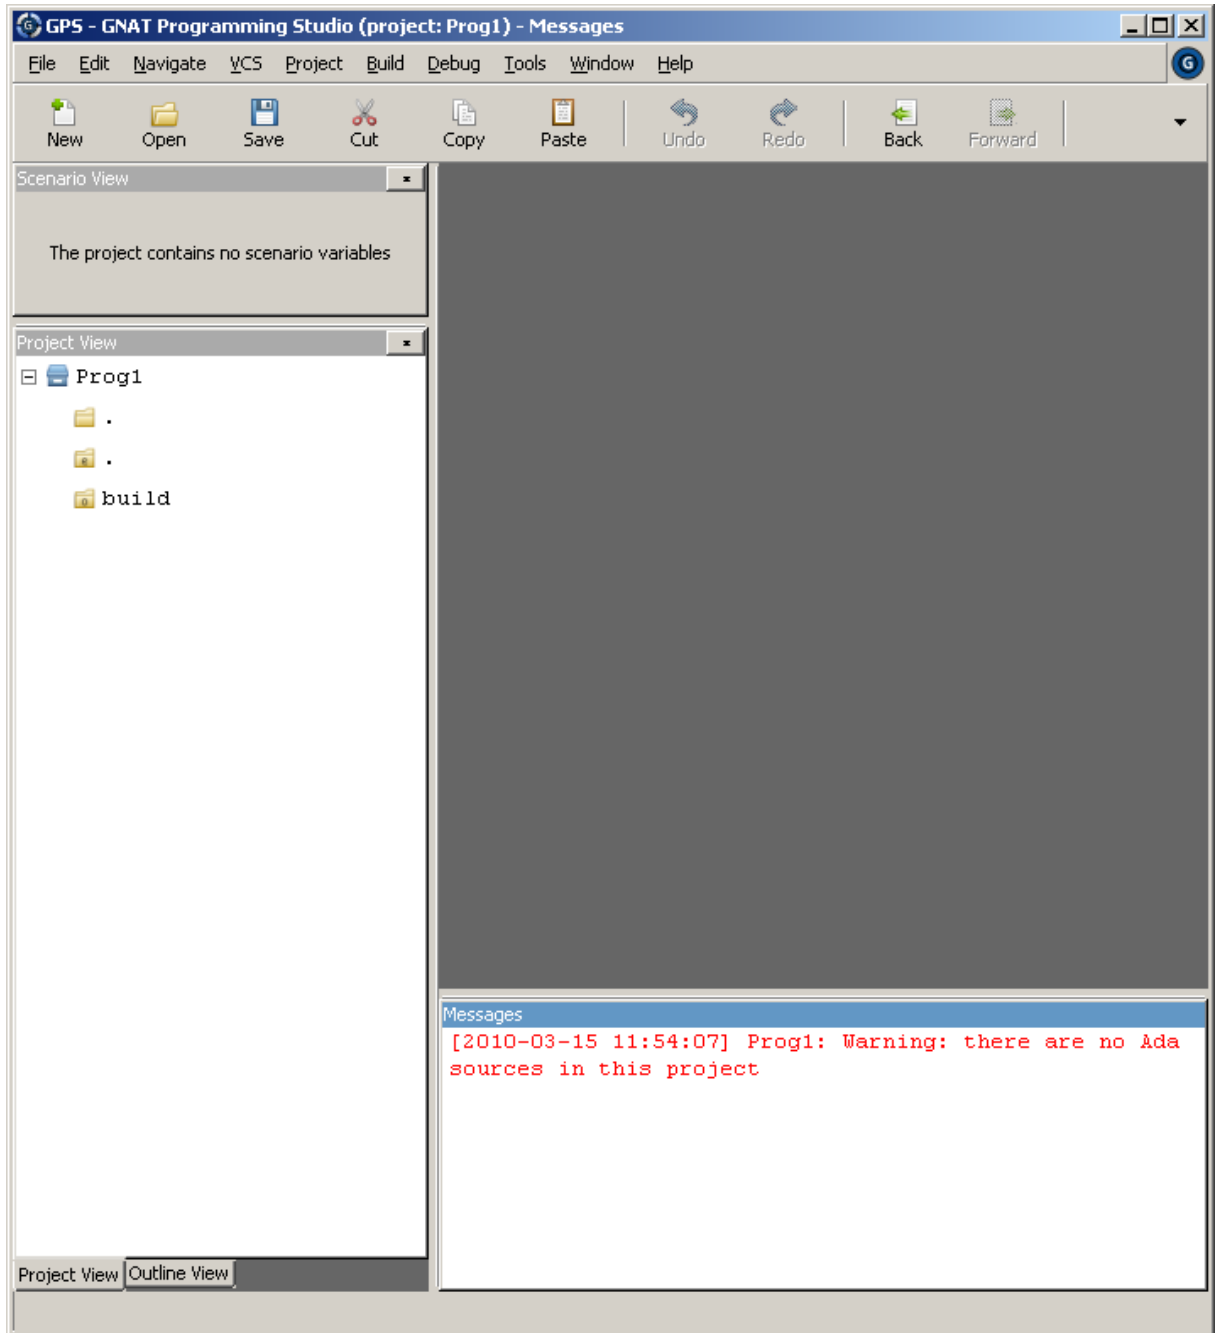 GPS - GNAT Programming Studio (project: Prog1) - Messages
File Edit Navigate VCS Project Build Debug Tools Window Help
New Open Save Cut Copy Paste Undo Redo Back Forward
Scenario View
The project contains no scenario variables
Project View
Prog1
.
.
build
Messages
[2010-03-15 11:54:07] Prog1: Warning: there are no Ada
sources in this project
Project View Outline View